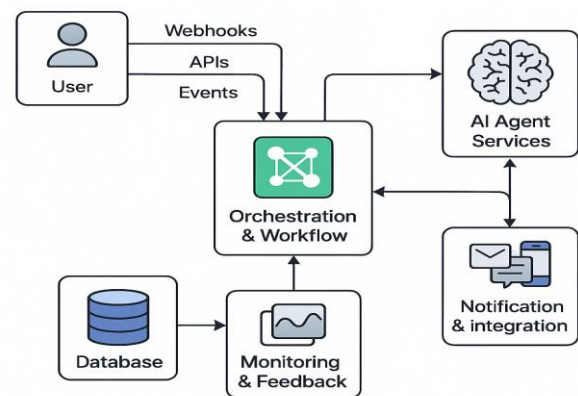 User
Webhooks
APIs
Events
AI Agent
Services
Orchestration
& Workflow
Notification
& integration
Database
Monitoring
& Feedback